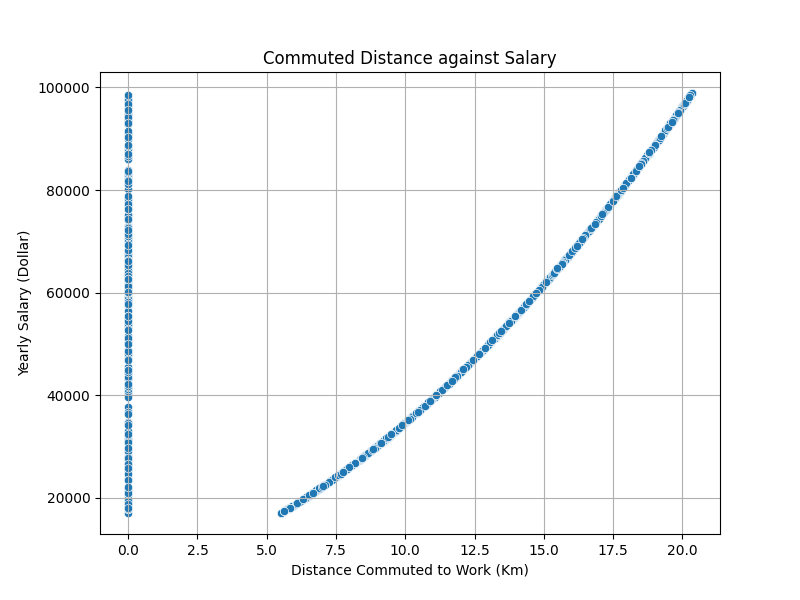 Commuted Distance against Salary
100000
80000
60000
40000
20000
Yearly Salary (Dollar)
0.0 2.5 5.0 7.5 10.0 12.5 15.0 17.5 20.0
Distance Commuted to Work (Km)